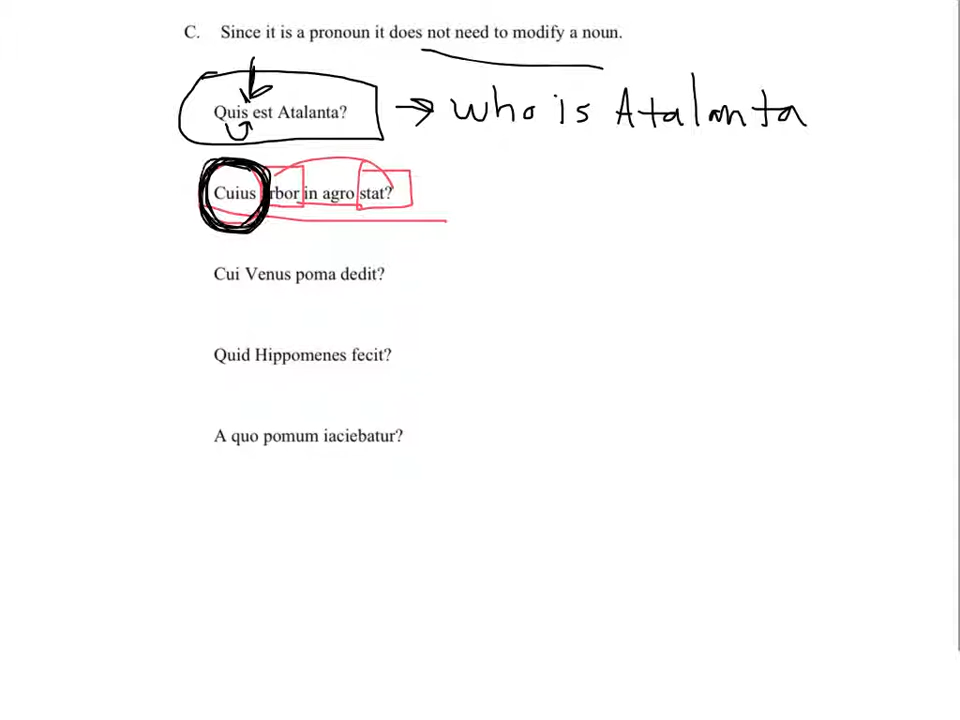 C. Since it is a pronoun it does not need to modify a noun.
Quis est Atalanta? → who is Atalanta
Cuius arbor in agro stat?
Cui Venus poma dedit?
Quid Hippomenes fecit?
A quo pomum iaciebatur?